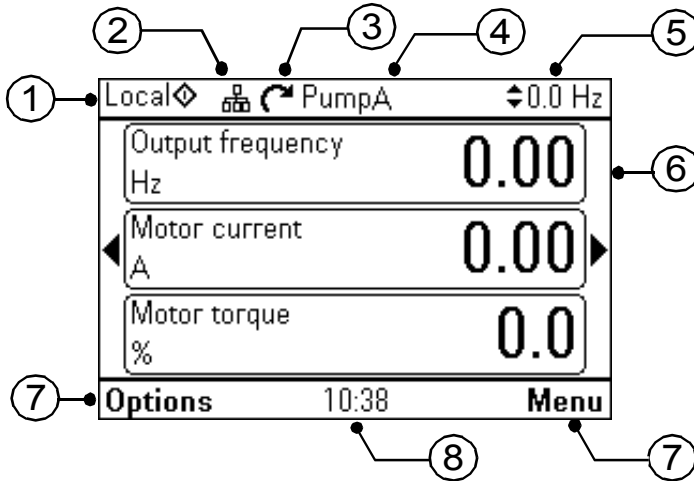 2 3 4 5
1 Local PumpA 0.0 Hz
Output frequency 0.00
Hz
6
Motor current 0.00
A
Motor torque 0.0
%
7 Options 10:38 Menu
8 7